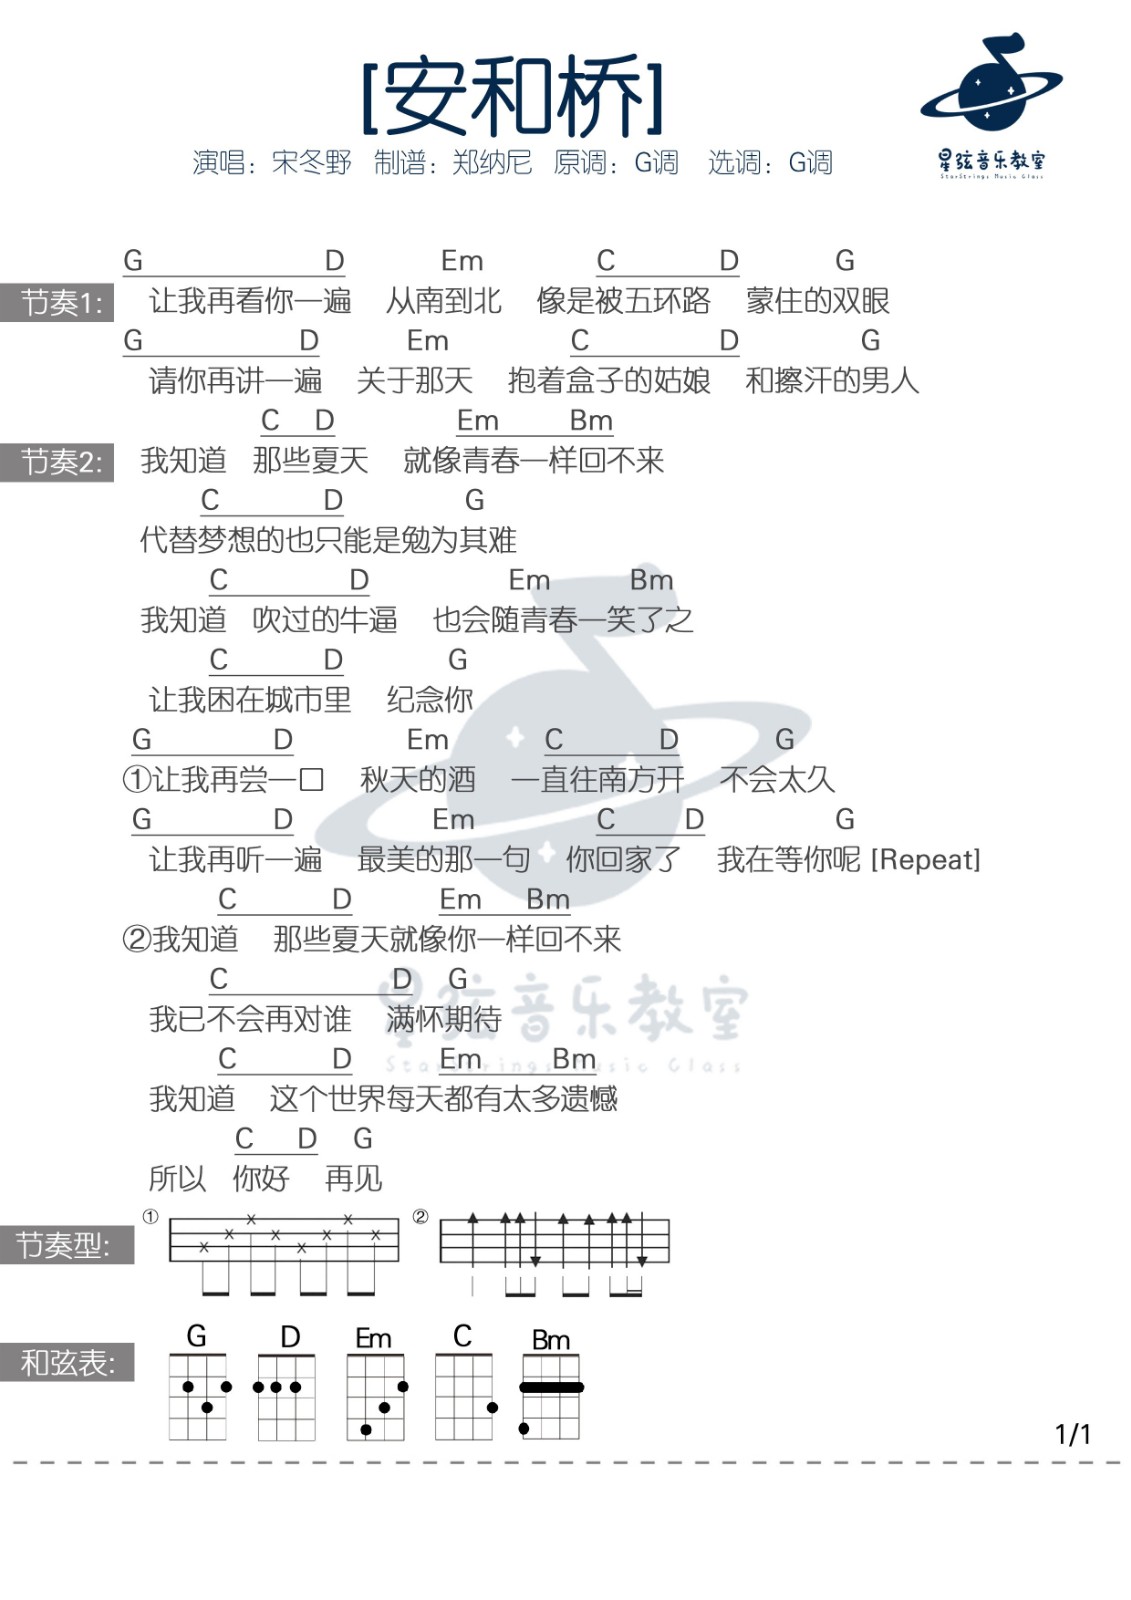 [安和桥]
演唱：宋冬野 制谱：郑纳尼 原调：G调 选调：G调
星弦音乐教室
StarStrings Music Class
G D Em C D G
节奏1: 让我再看你一遍 从南到北 像是被五环路 蒙住的双眼
G D Em C D G
请你再讲一遍 关于那天 抱着盒子的姑娘 和擦汗的男人
C D Em Bm
节奏2: 我知道 那些夏天 就像青春一样回不来
C D G
代替梦想的也只能是勉为其难
C D Em Bm
我知道 吹过的牛逼 也会随青春一笑了之
C D G
让我困在城市里 纪念你
G D Em C D G
①让我再尝一口 秋天的酒 一直往南方开 不会太久
G D Em C D G
让我再听一遍 最美的那一句 你回家了 我在等你呢 [Repeat]
C D Em Bm
②我知道 那些夏天就像你一样回不来
C D G
我已不会再对谁 满怀期待
星弦音乐教室
StarStrings Music Class
C D Em Bm
我知道 这个世界每天都有太多遗憾
C D G
所以 你好 再见
节奏型: ① ②
G D Em C Bm
和弦表:
1/1